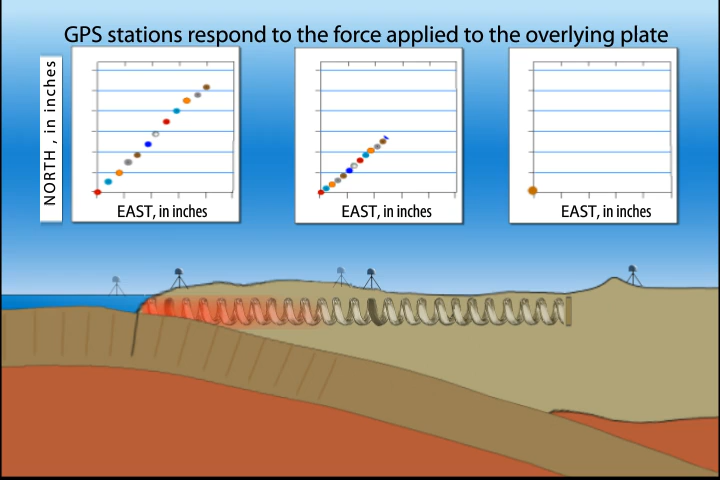 GPS stations respond to the force applied to the overlying plate
NORTH , in inches
EAST, in inches
EAST, in inches
EAST, in inches